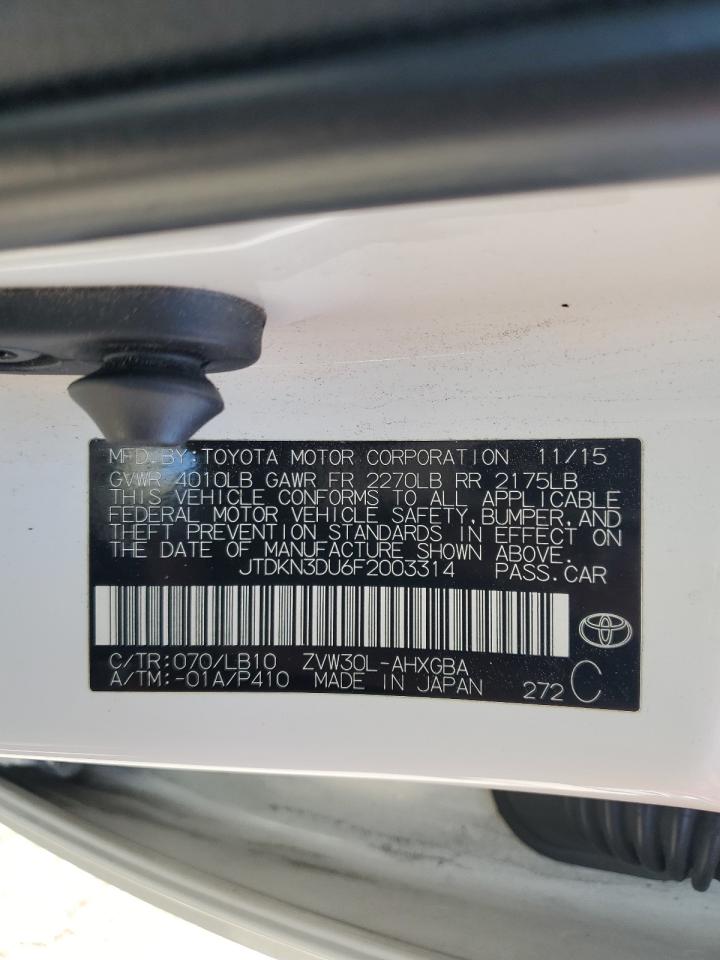 MFD. BY: TOYOTA MOTOR CORPORATION 11/15
GVWR 4010LB GAWR FR 2270LB RR 2175LB
THIS VEHICLE CONFORMS TO ALL APPLICABLE
FEDERAL MOTOR VEHICLE SAFETY, BUMPER, AND
THEFT PREVENTION STANDARDS IN EFFECT ON
THE DATE OF MANUFACTURE SHOWN ABOVE.
JTDKN3DU6F2003314 PASS. CAR
C/TR:070/LB10 ZVW30L-AHXGBA
A/TM:-01A/P410 MADE IN JAPAN 272 C